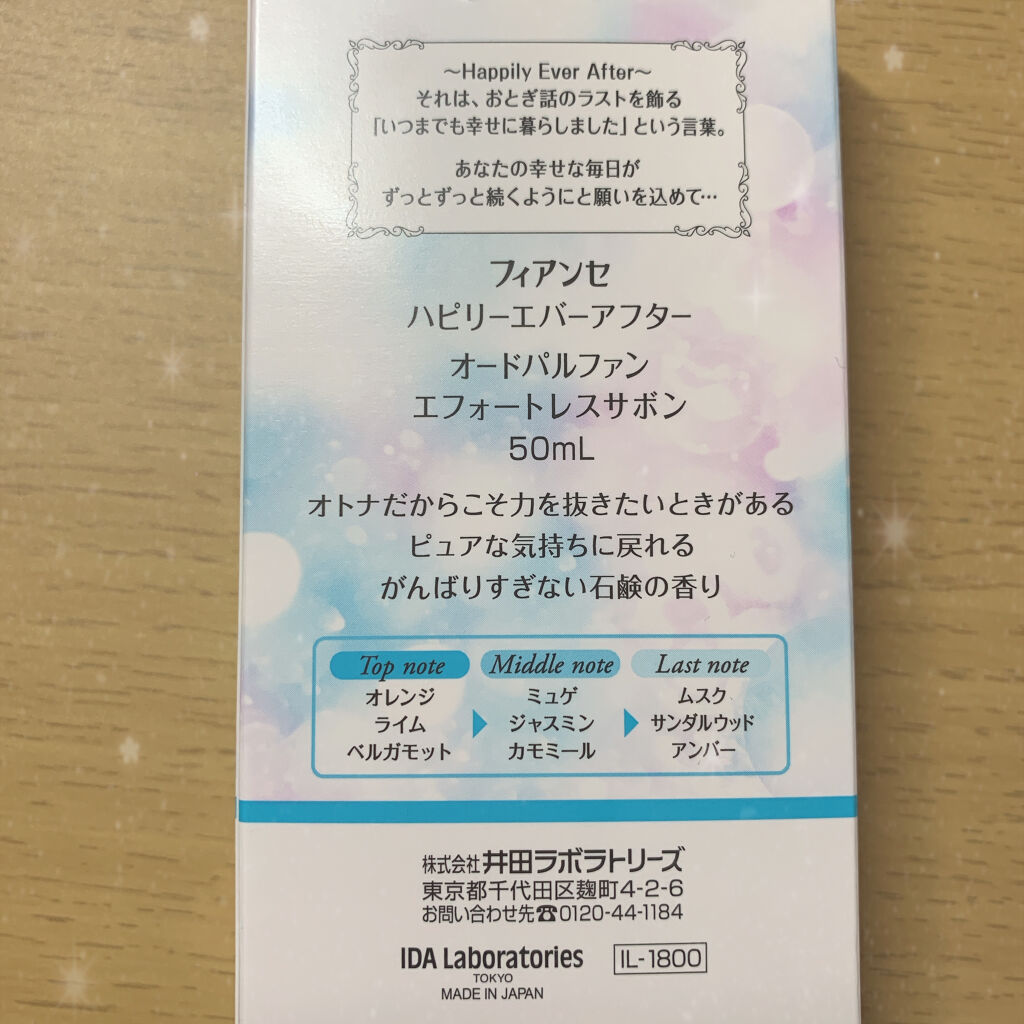 ～Happily Ever After～
それは、おとぎ話のラストを飾る
「いつまでも幸せに暮らしました」という言葉。
あなたの幸せな毎日が
ずっとずっと続くようにと願いを込めて…
フィアンセ
ハピリーエバーアフター
オードパルファン
エフォートレスサボン
50mL
オトナだからこそ力を抜きたいときがある
ピュアな気持ちに戻れる
がんばりすぎない石鹸の香り
Top note
オレンジ
ライム
ベルガモット
Middle note
ミュゲ
ジャスミン
カモミール
Last note
ムスク
サンダルウッド
アンバー
株式会社井田ラボラトリーズ
東京都千代田区麹町4-2-6
お問い合わせ先☎0120-44-1184
IDA Laboratories
TOKYO
MADE IN JAPAN
IL-1800